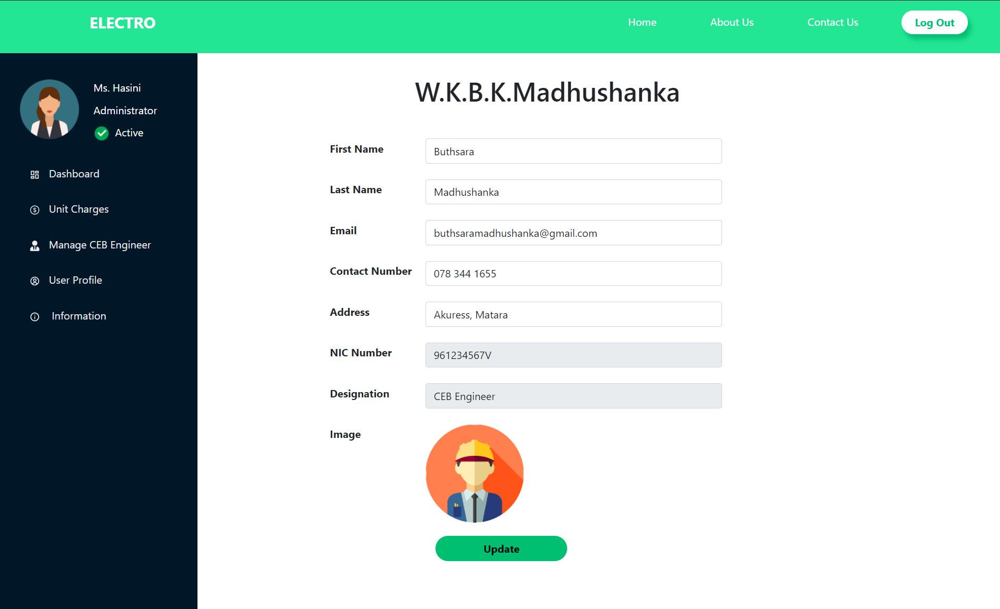 ELECTRO
Home
About Us
Contact Us
Log Out
Ms. Hasini
Administrator
Active
Dashboard
Unit Charges
Manage CEB Engineer
User Profile
Information
W.K.B.K.Madhushanka
First Name
Buthsara
Last Name
Madhushanka
Email
buthsaramadhushanka@gmail.com
Contact Number
078 344 1655
Address
Akuress, Matara
NIC Number
961234567V
Designation
CEB Engineer
Image
Update